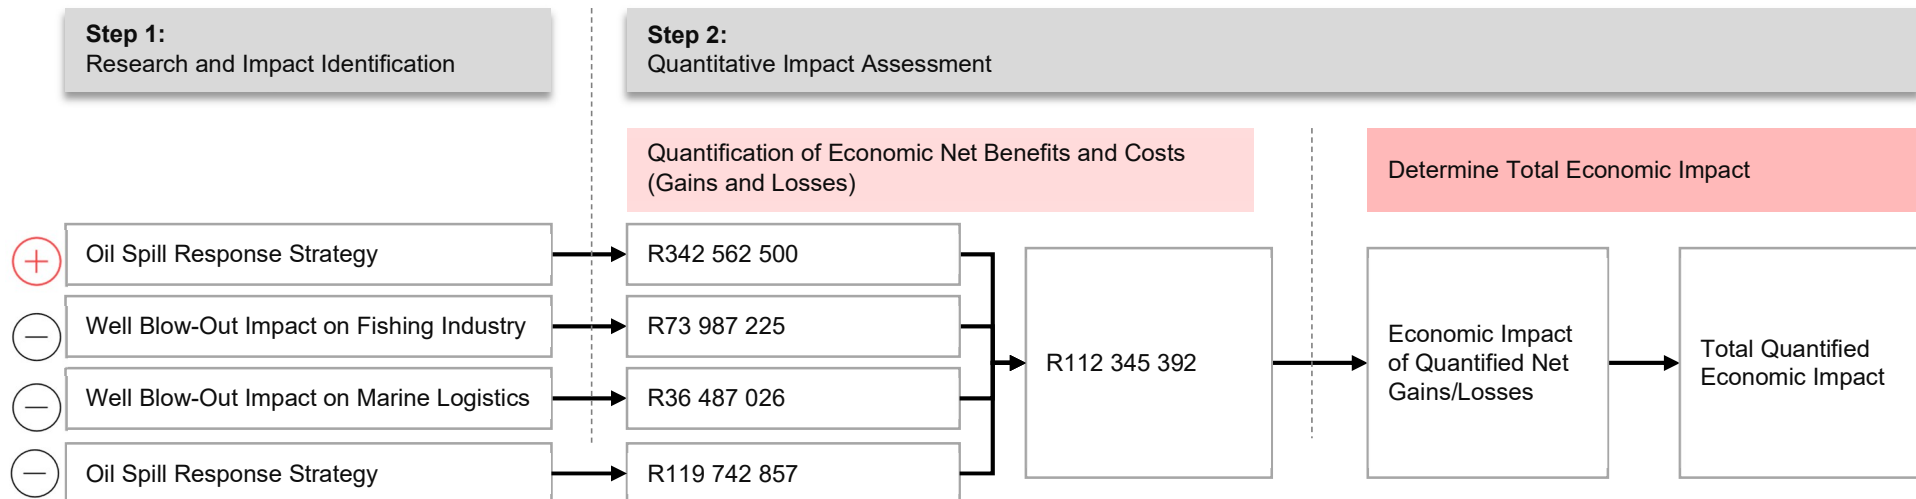 Step 1:
Research and Impact Identification
Step 2:
Quantitative Impact Assessment
Quantification of Economic Net Benefits and Costs
(Gains and Losses)
Determine Total Economic Impact
Oil Spill Response Strategy
R342 562 500
Well Blow-Out Impact on Fishing Industry
R73 987 225
Well Blow-Out Impact on Marine Logistics
R36 487 026
Oil Spill Response Strategy
R119 742 857
R112 345 392
Economic Impact
of Quantified Net
Gains/Losses
Total Quantified
Economic Impact